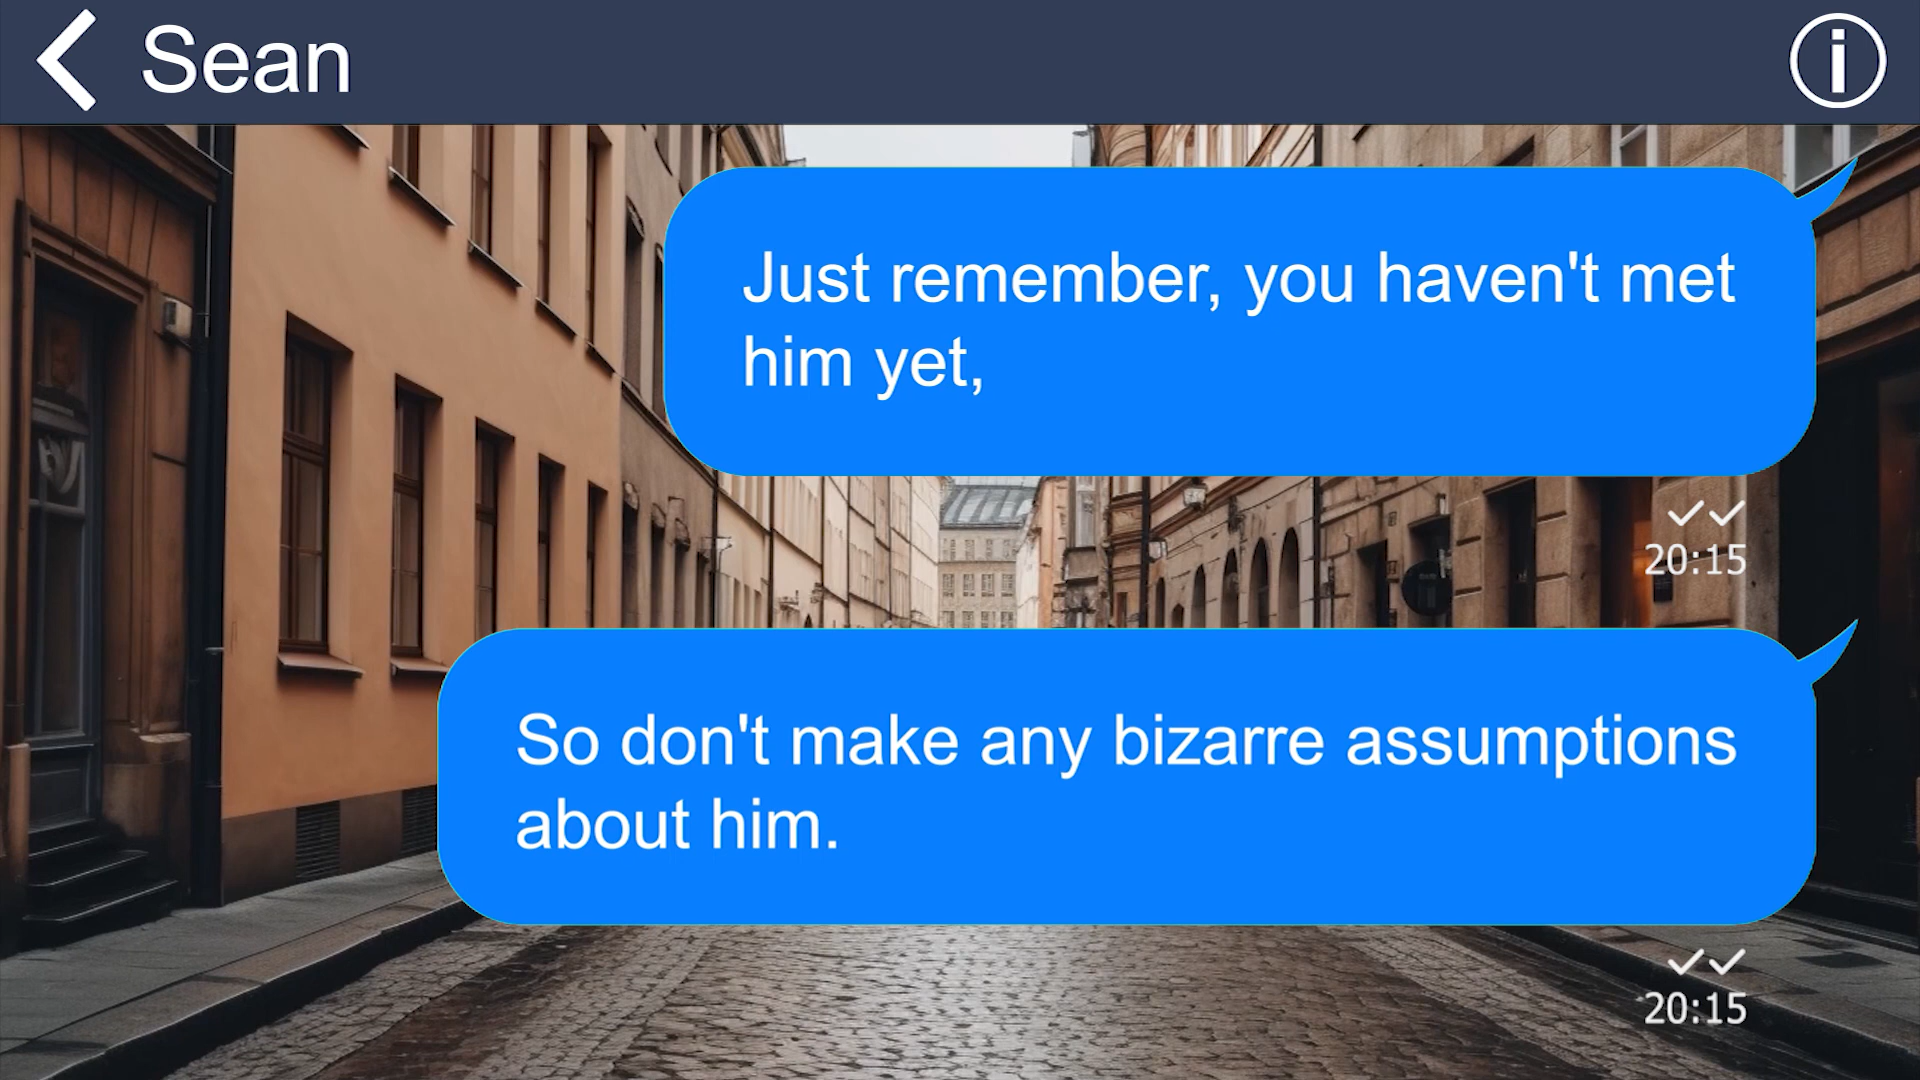 Sean
Just remember, you haven't met
him yet,
20:15
So don't make any bizarre assumptions
about him.
20:15